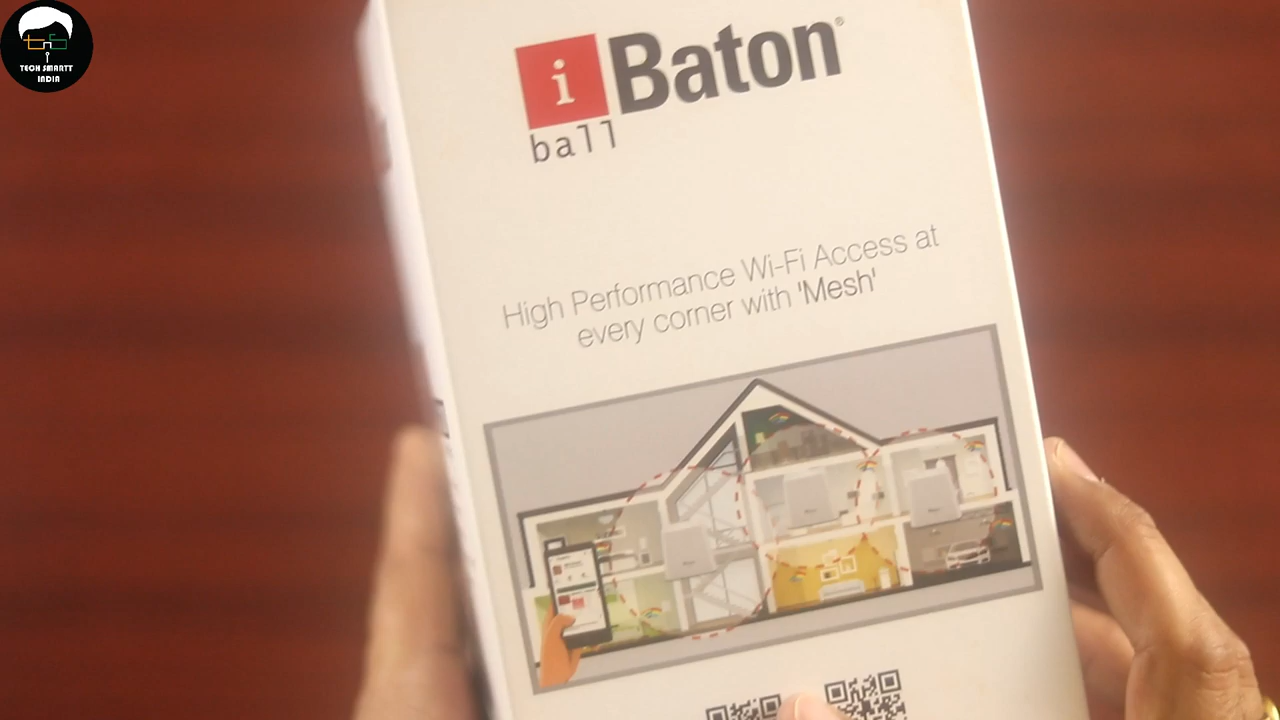 TECH SMARTT
INDIA
i Baton®
ball
High Performance Wi-Fi Access at
every corner with 'Mesh'